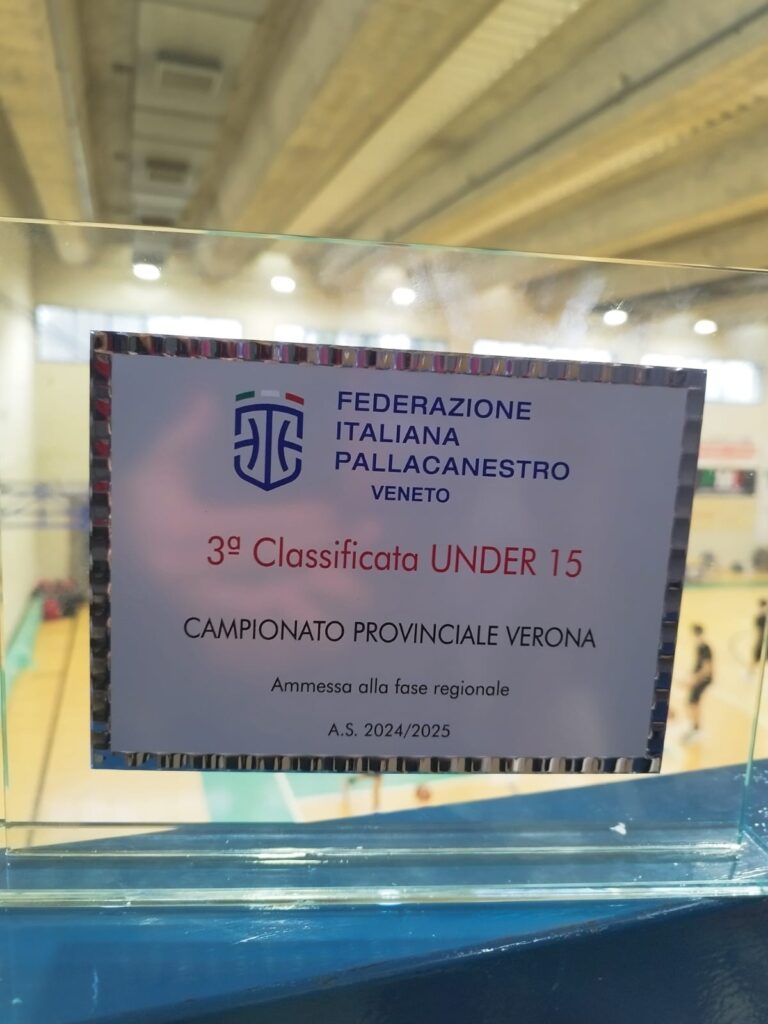 FEDERAZIONE
ITALIANA
PALLACANESTRO
VENETO
3ª Classificata UNDER 15
CAMPIONATO PROVINCIALE VERONA
Ammessa alla fase regionale
A.S. 2024/2025